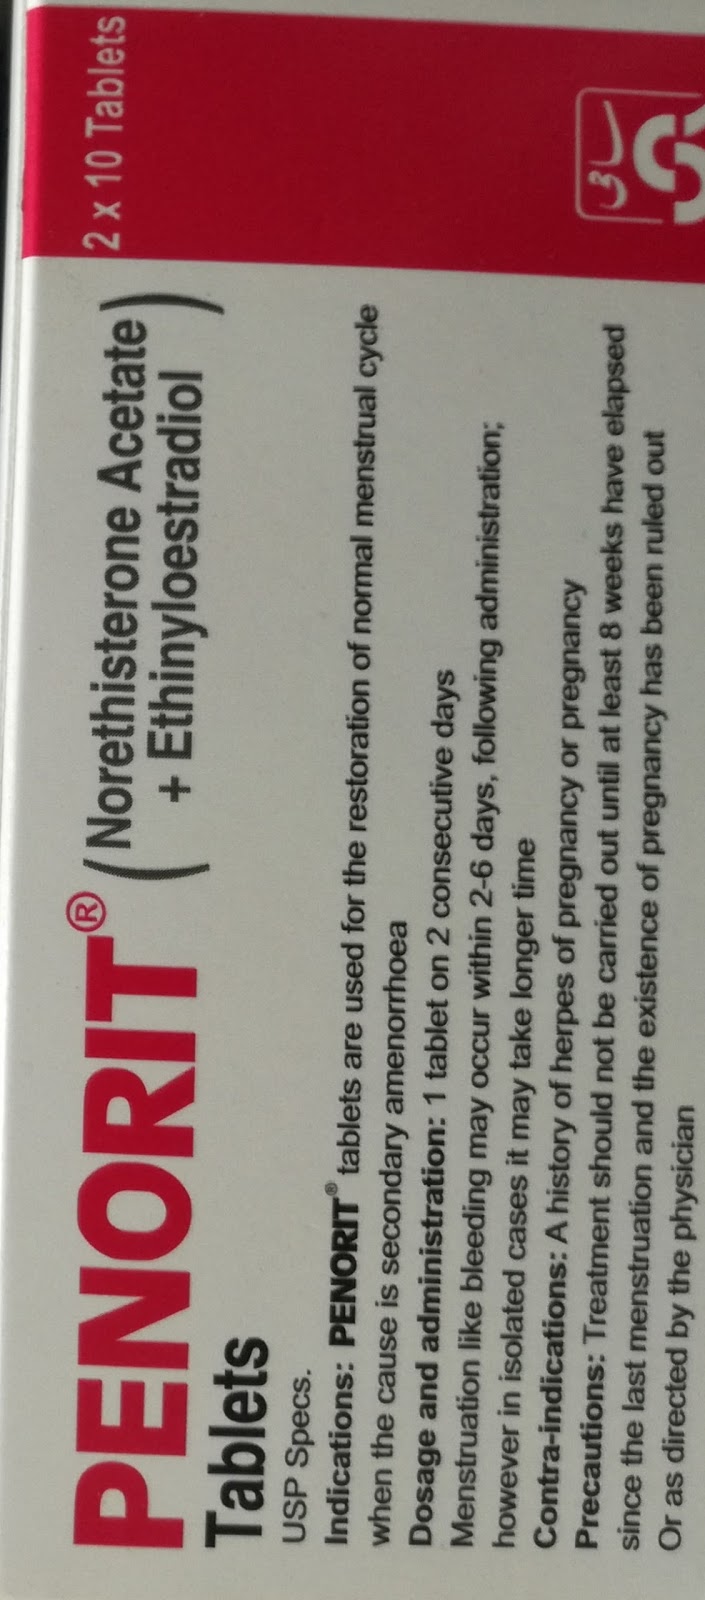 PENORIT® (Norethisterone Acetate
+ Ethinyloestradiol)
2 x 10 Tablets
Tablets
USP Specs.
Indications: PENORIT® tablets are used for the restoration of normal menstrual cycle
when the cause is secondary amenorrhoea
Dosage and administration: 1 tablet on 2 consecutive days
Menstruation like bleeding may occur within 2-6 days, following administration;
however in isolated cases it may take longer time
Contra-indications: A history of herpes of pregnancy or pregnancy
Precautions: Treatment should not be carried out until at least 8 weeks have elapsed
since the last menstruation and the existence of pregnancy has been ruled out
Or as directed by the physician